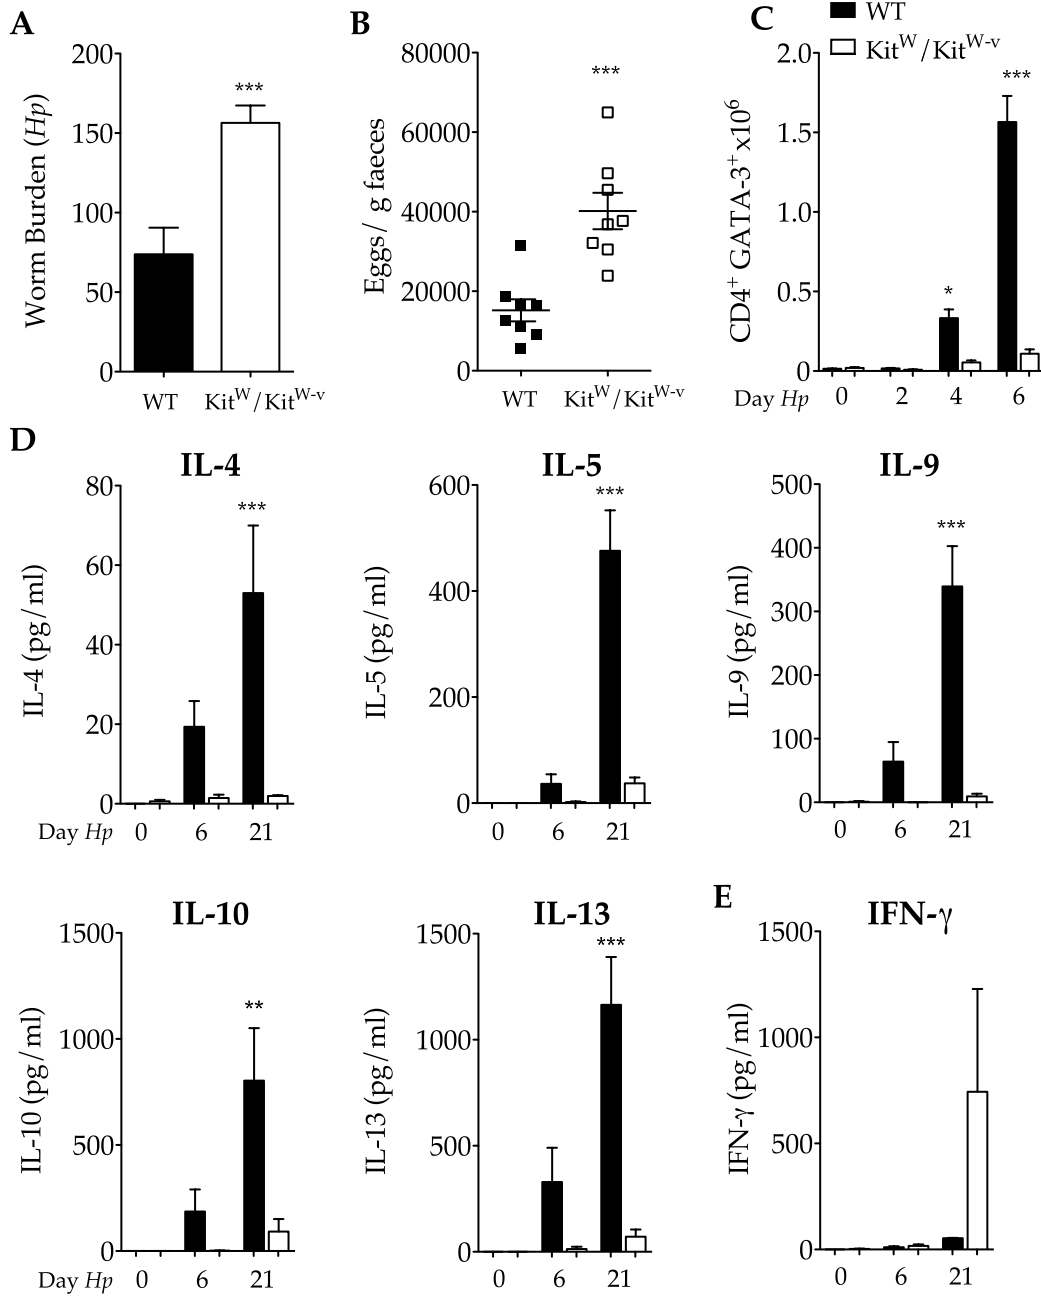 A
Worm Burden (Hp)
200
150
100
50
0
***
WT
Kit^W/Kit^W-v
B
Eggs/ g faeces
80000
60000
40000
20000
0
***
WT
Kit^W/Kit^W-v
C
WT
Kit^W/Kit^W-v
CD4^+ GATA-3^+ x10^6
2.0
1.5
1.0
0.5
0
*
***
Day Hp 0 2 4 6
D
IL-4
IL-4 (pg/ml)
80
60
40
20
0
***
Day Hp 0 6 21
IL-5
IL-5 (pg/ml)
600
400
200
0
***
0 6 21
IL-9
IL-9 (pg/ml)
500
400
300
200
100
0
***
0 6 21
IL-10
IL-10 (pg/ml)
1500
1000
500
0
**
Day Hp 0 6 21
IL-13
IL-13 (pg/ml)
1500
1000
500
0
***
0 6 21
E
IFN-γ
IFN-γ (pg/ml)
1500
1000
500
0
0 6 21